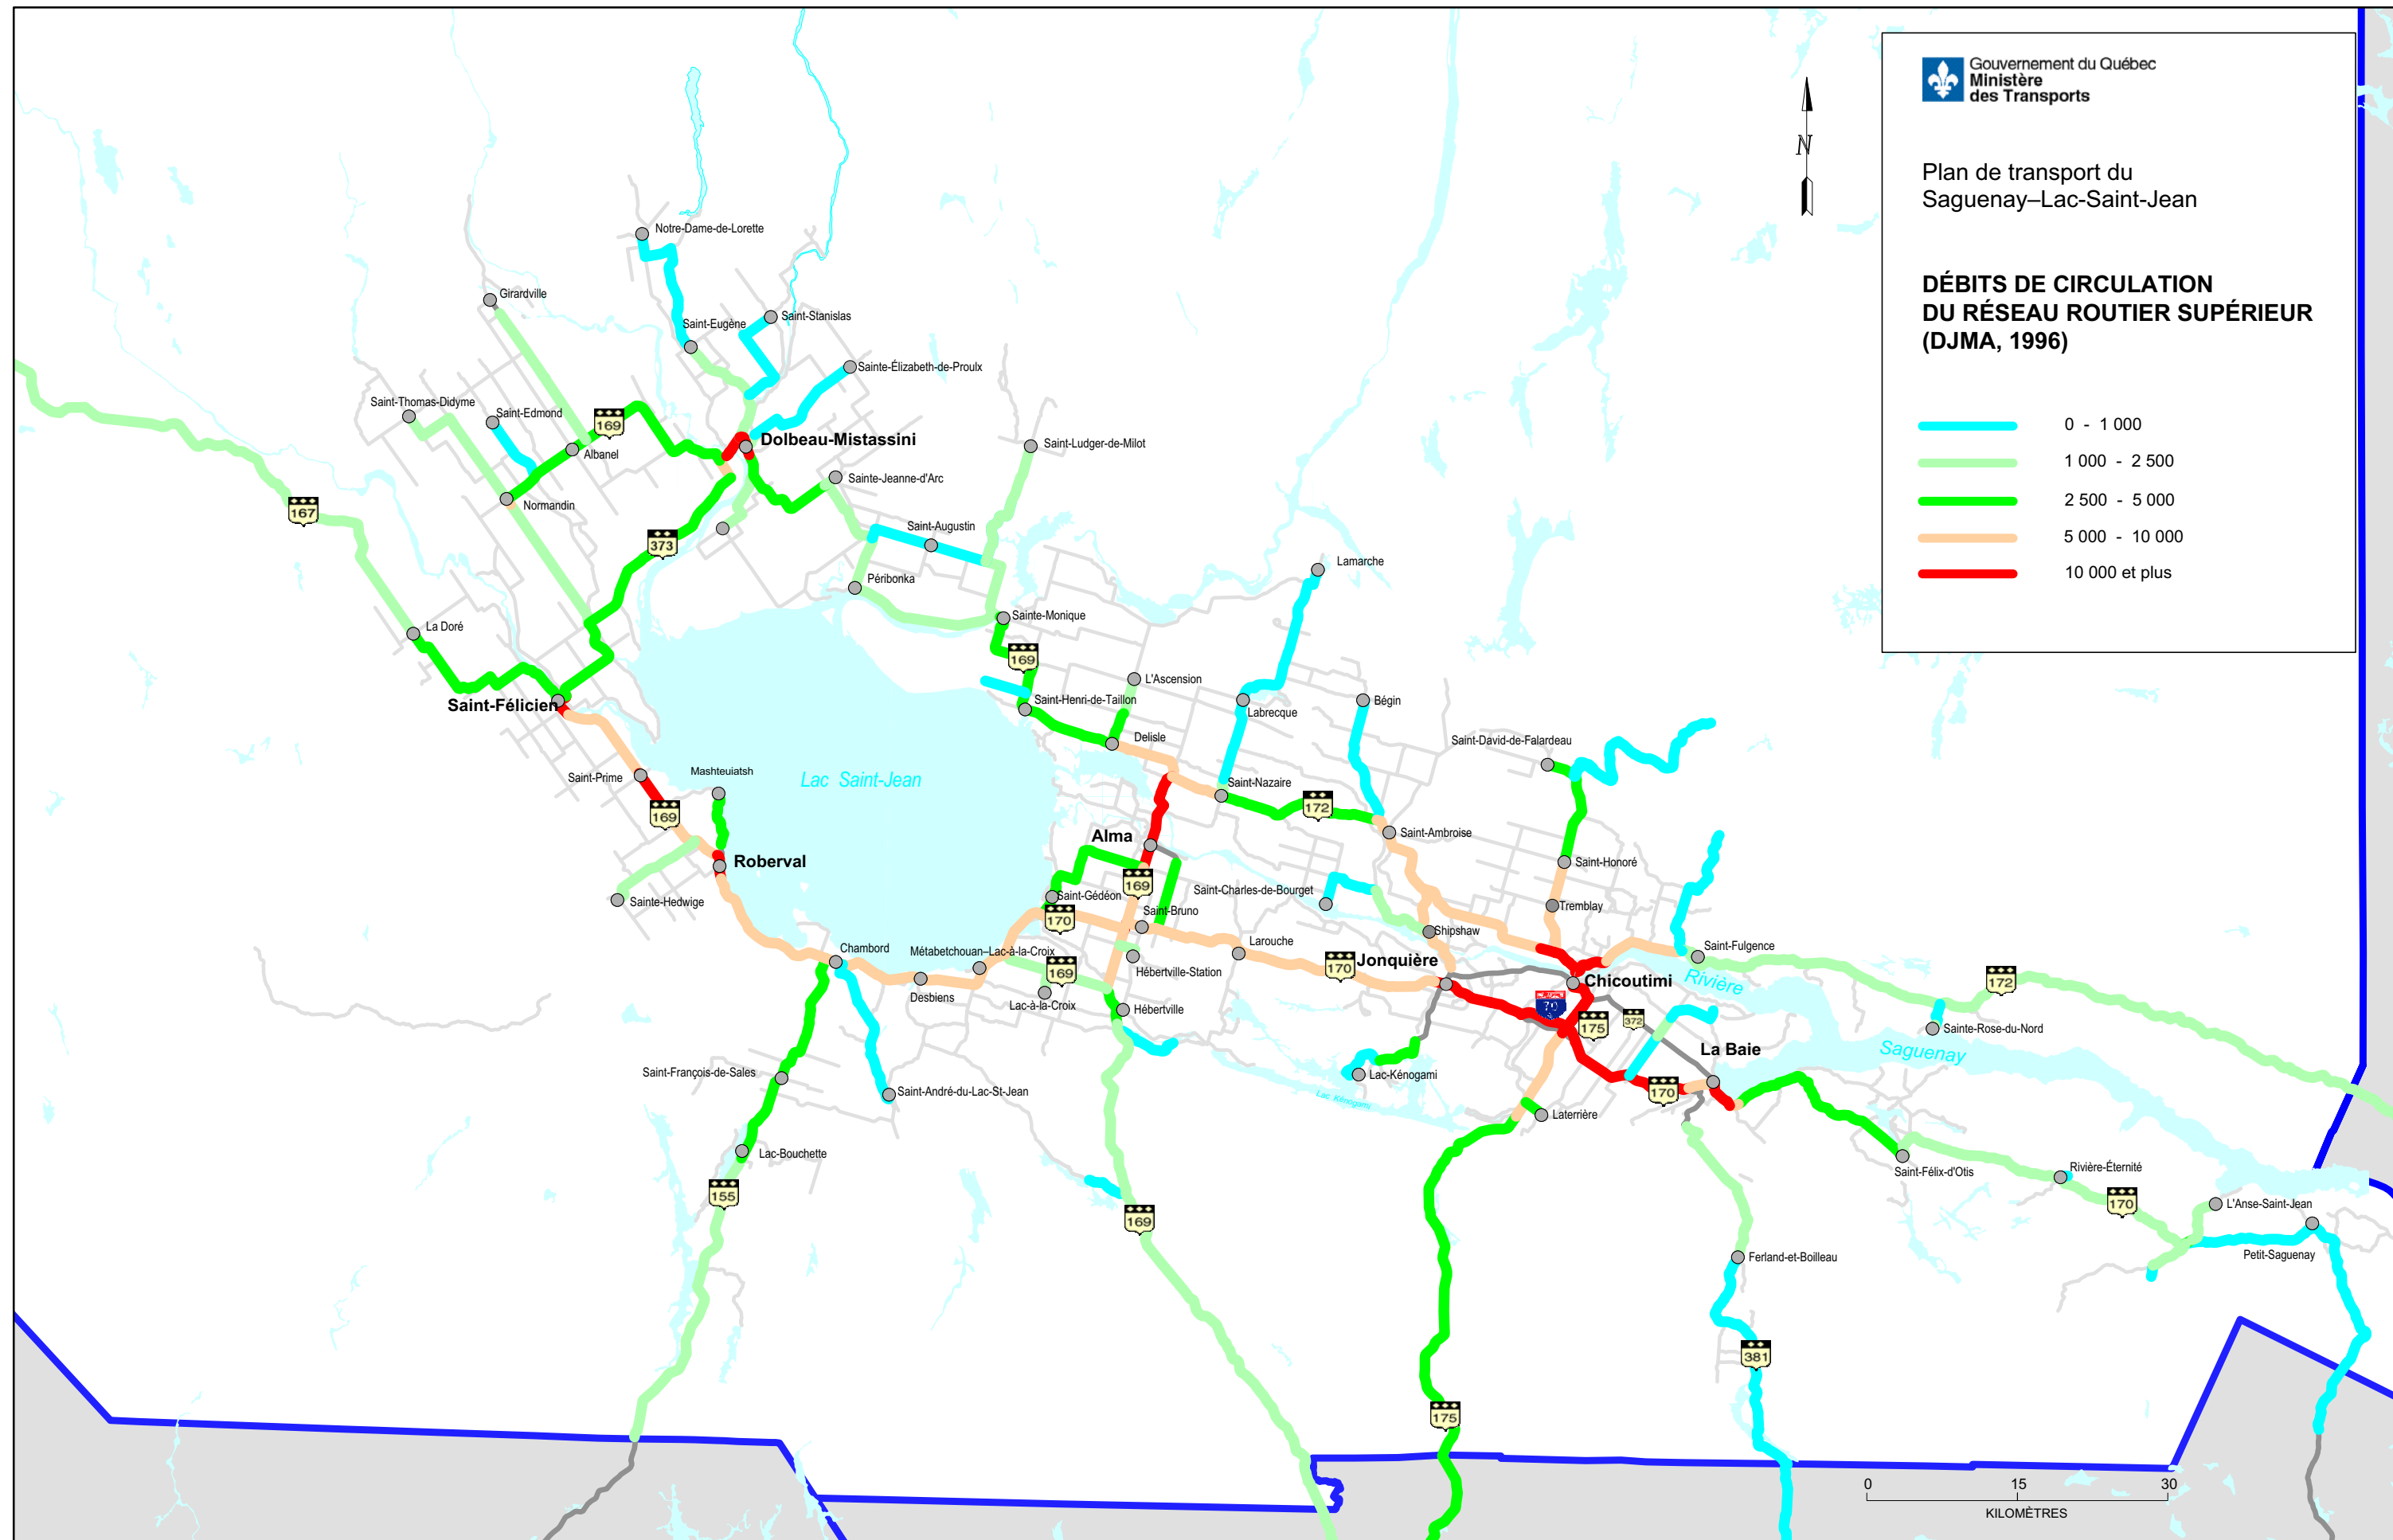 Gouvernement du Québec
Ministère
des Transports
Plan de transport du
Saguenay–Lac-Saint-Jean
DÉBITS DE CIRCULATION
DU RÉSEAU ROUTIER SUPÉRIEUR
(DJMA, 1996)
0 - 1 000
1 000 - 2 500
2 500 - 5 000
5 000 - 10 000
10 000 et plus
N
Notre-Dame-de-Lorette
Girardville
Saint-Eugène
Saint-Stanislas
Sainte-Élizabeth-de-Proulx
Saint-Thomas-Didyme
Saint-Edmond
169
Dolbeau-Mistassini
Albanel
Saint-Ludger-de-Milot
Sainte-Jeanne-d'Arc
Normandin
167
373
Saint-Augustin
Lamarche
Péribonka
Sainte-Monique
La Doré
169
L'Ascension
Saint-Henri-de-Taillon
Labrecque
Bégin
Saint-Félicien
Delisle
Saint-David-de-Falardeau
Saint-Prime
Mashteuiatsh
Lac Saint-Jean
Saint-Nazaire
172
169
Alma
Saint-Ambroise
Roberval
Saint-Honoré
169
Saint-Charles-de-Bourget
Sainte-Hedwige
Saint-Gédéon
170
Saint-Bruno
Tremblay
Shipshaw
Chambord
Métabetchouan–Lac-à-la-Croix
Larouche
Saint-Fulgence
Hébertville-Station
170
Jonquière
169
Desbiens
Chicoutimi
Rivière
172
Lac-à-la-Croix
Hébertville
70
175
372
Sainte-Rose-du-Nord
La Baie
Saguenay
Saint-François-de-Sales
Lac-Kénogami
Saint-André-du-Lac-St-Jean
170
Lac Kénogami
Laterrière
Lac-Bouchette
Saint-Félix-d'Otis
Rivière-Éternité
155
170
L'Anse-Saint-Jean
169
Petit-Saguenay
Ferland-et-Boilleau
381
175
0 15 30
KILOMÈTRES